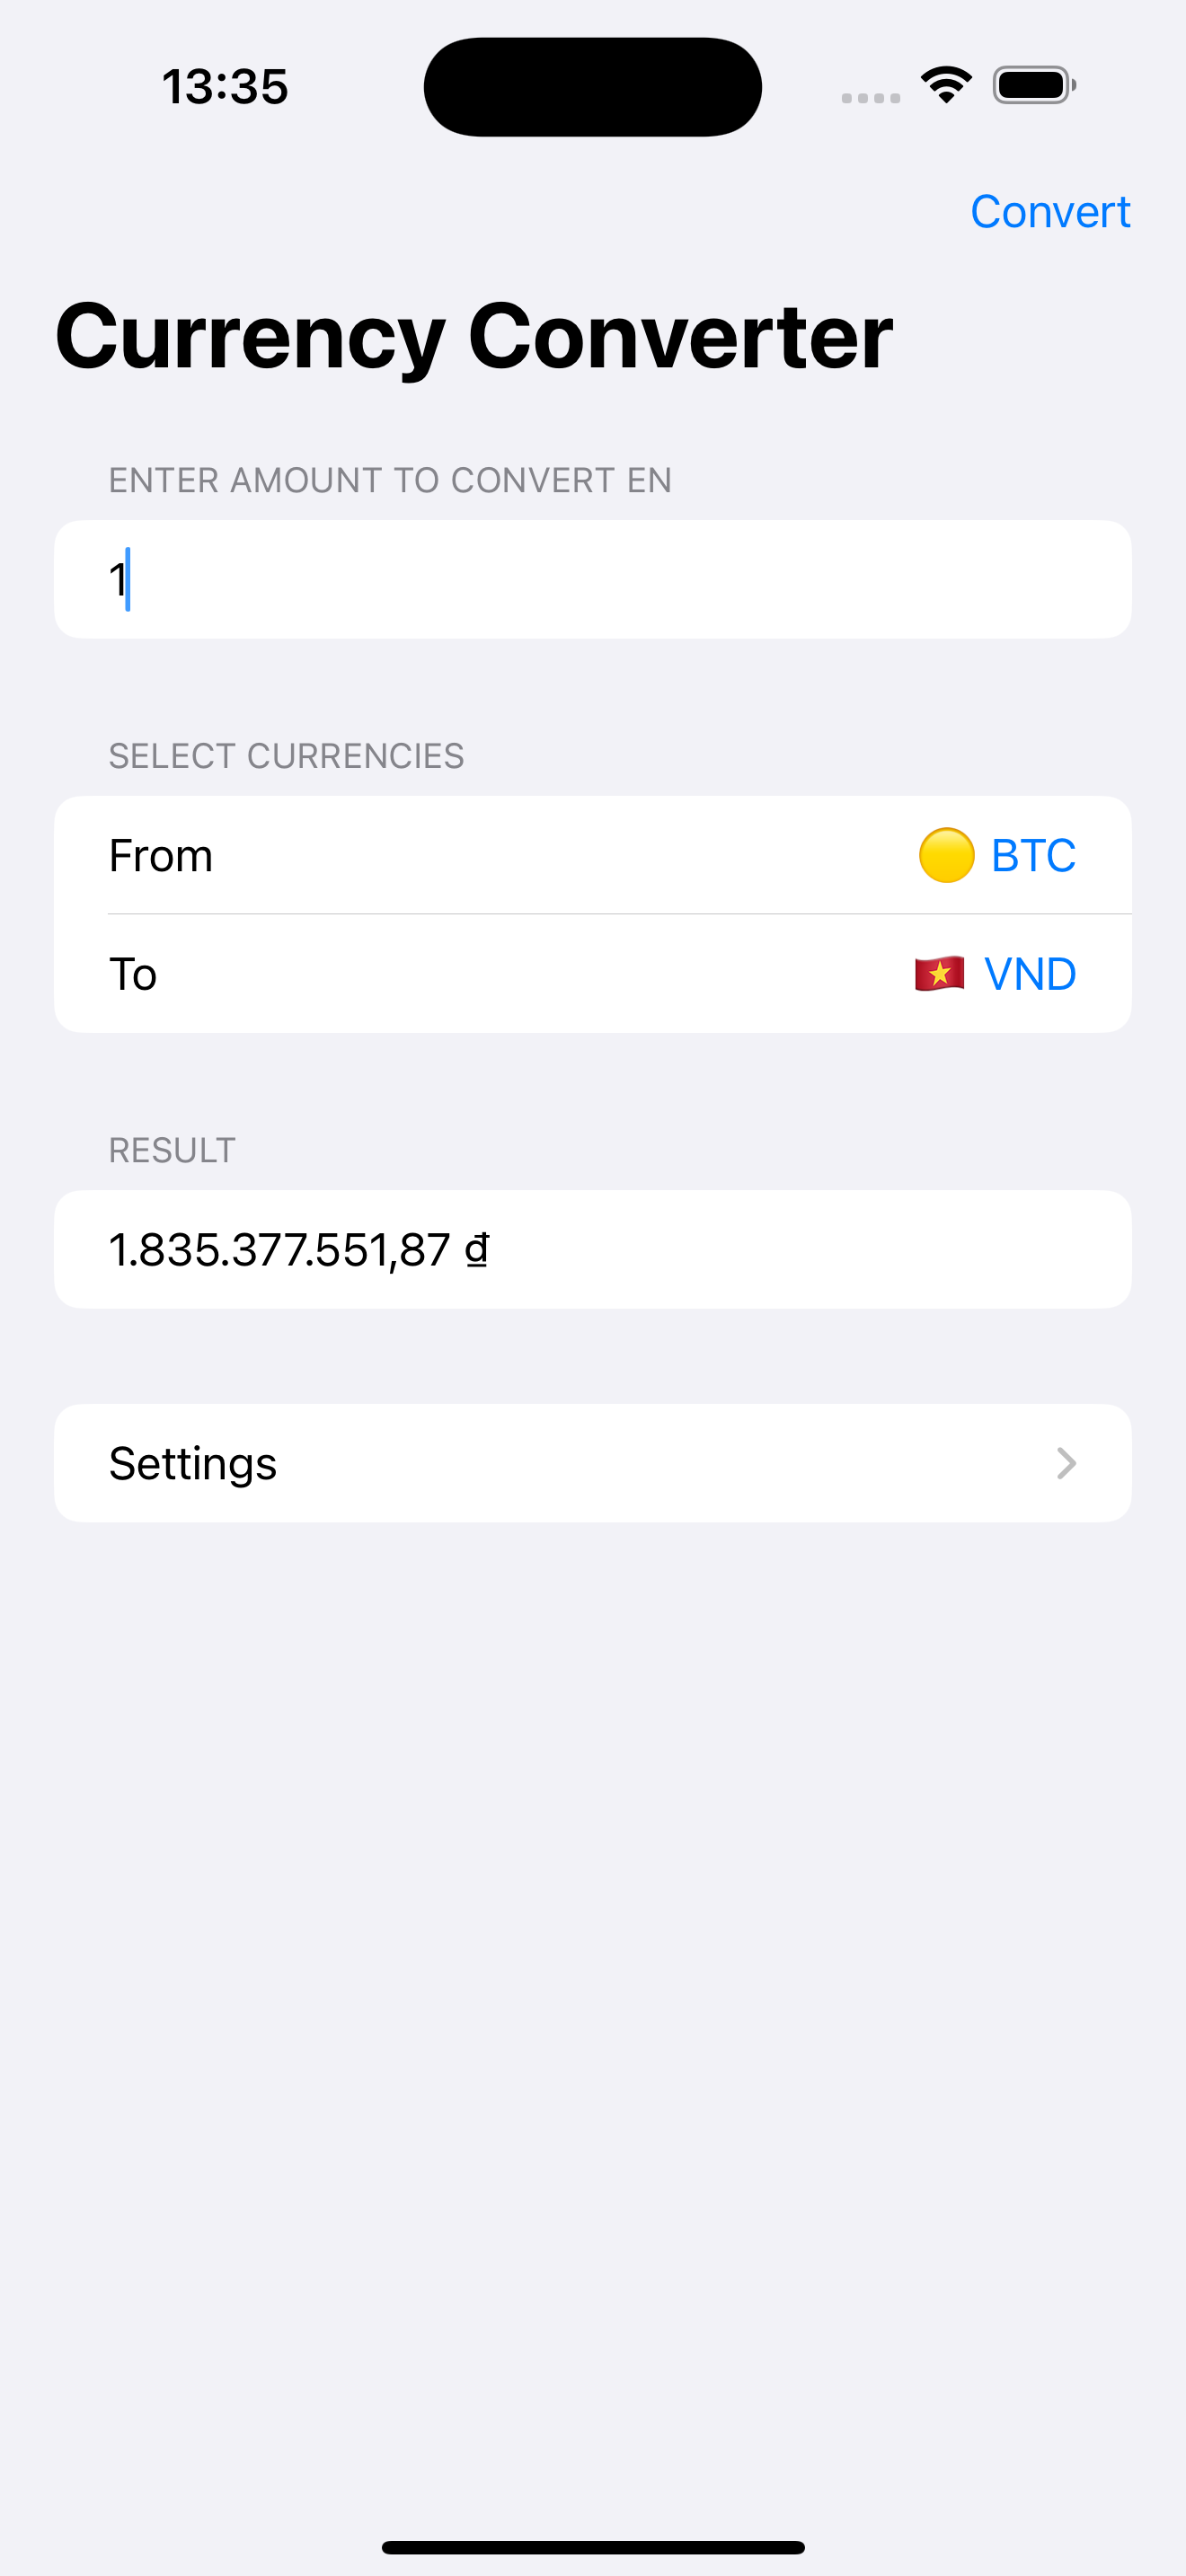 13:35
Convert
Currency Converter
ENTER AMOUNT TO CONVERT EN
1
SELECT CURRENCIES
From BTC
To VND
RESULT
1.835.377.551,87 ₫
Settings